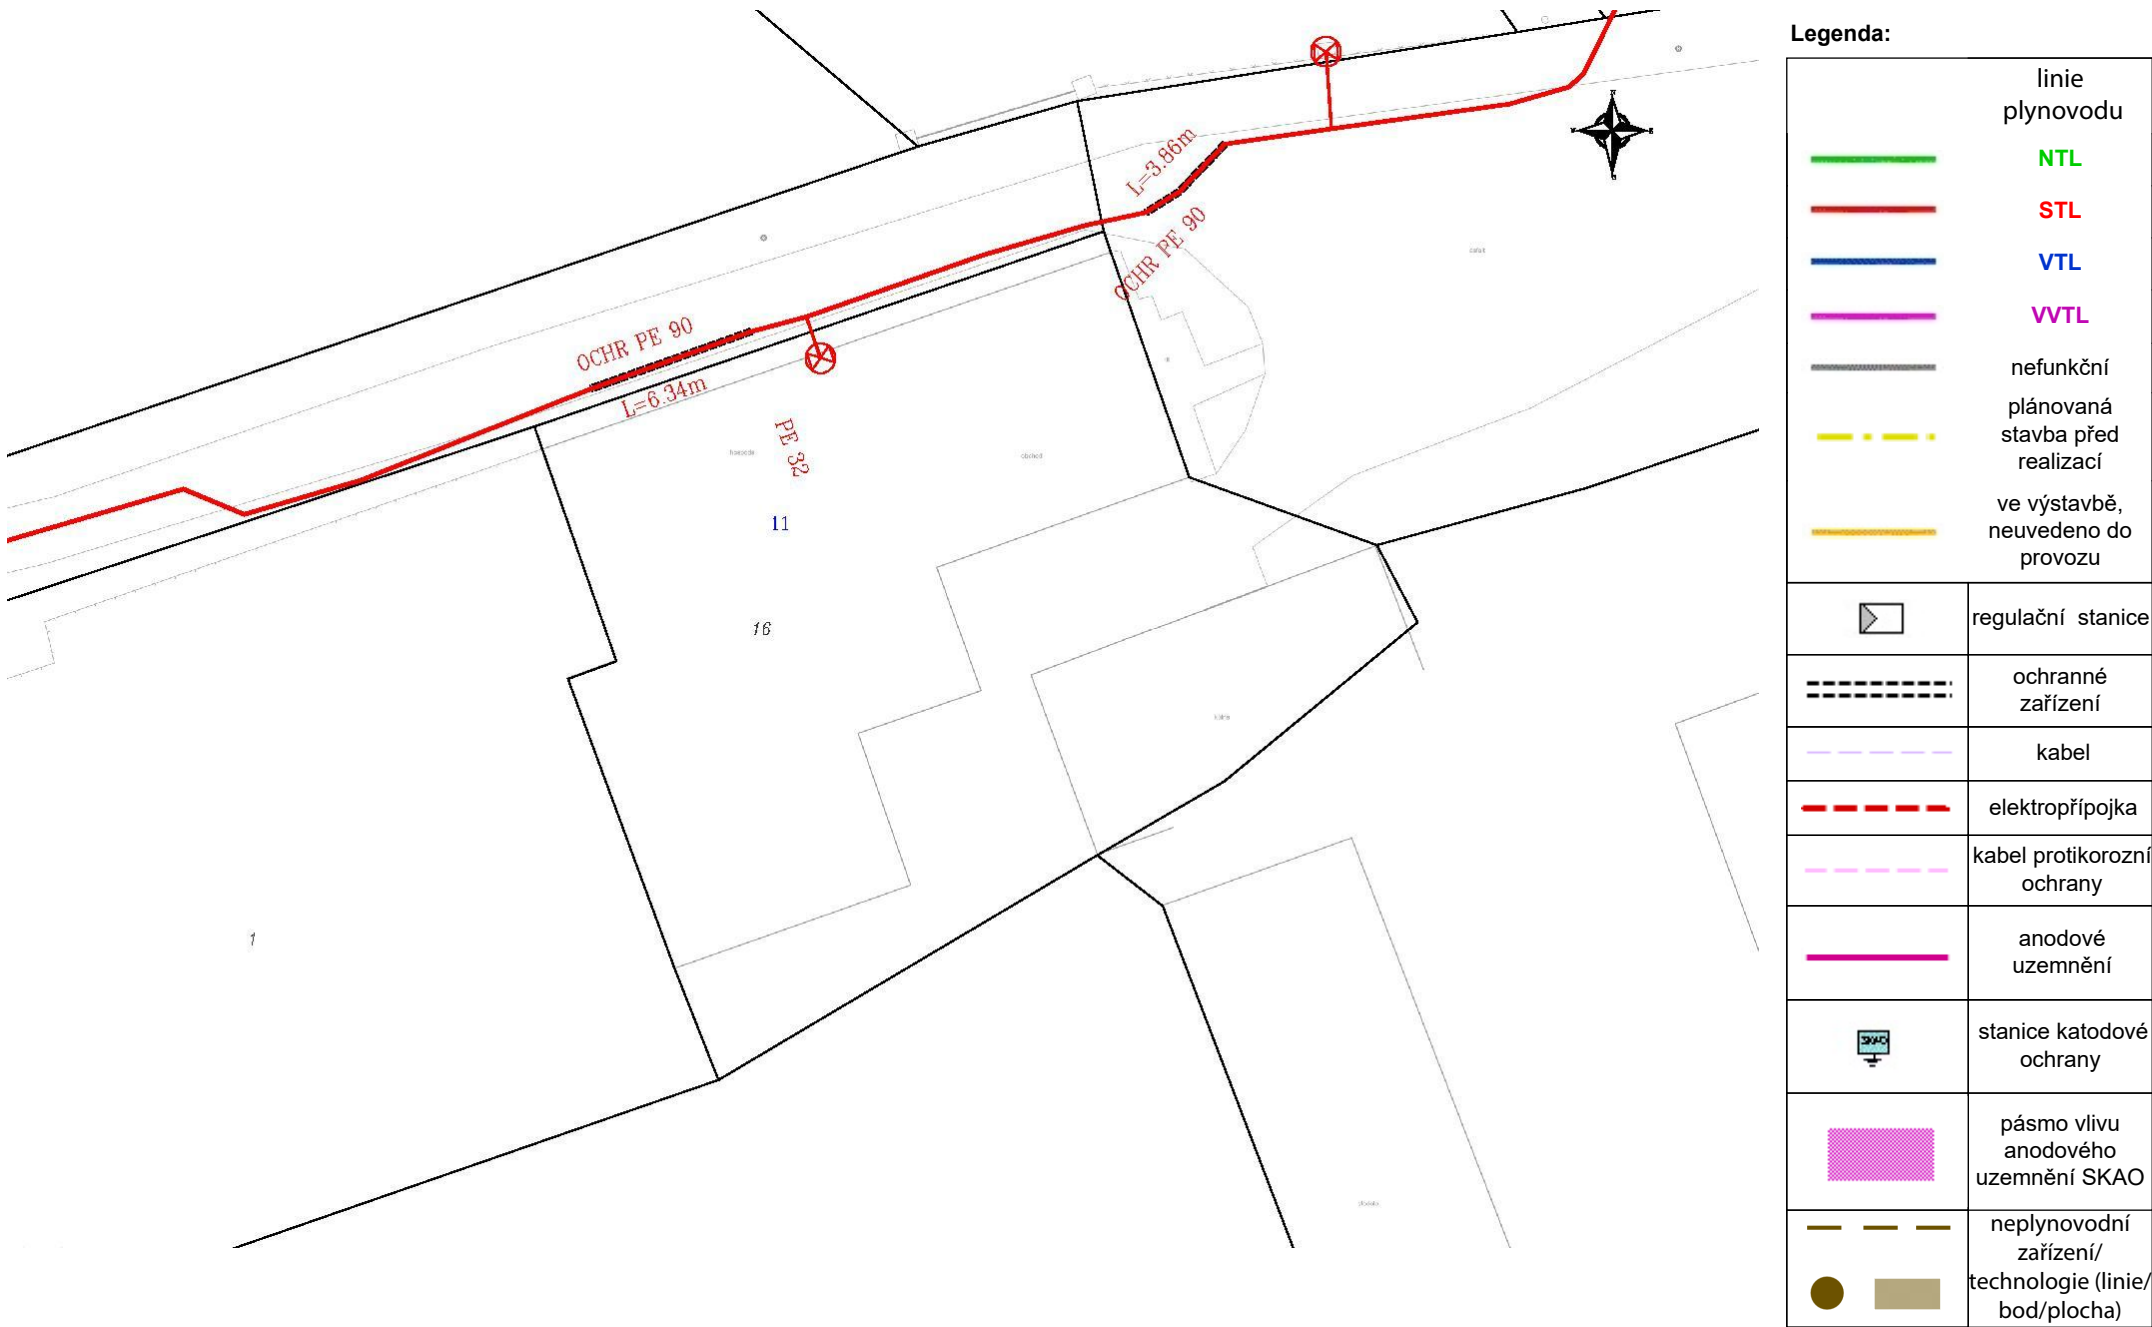 Legenda:
linie
plynovodu
NTL
STL
VTL
VVTL
nefunkční
plánovaná
stavba před
realizací
ve výstavbě,
neuvedeno do
provozu
regulační stanice
ochranné
zařízení
kabel
elektropřípojka
kabel protikorozní
ochrany
anodové
uzemnění
SKAO
stanice katodové
ochrany
pásmo vlivu
anodového
uzemnění SKAO
neplynovodní
zařízení/
technologie (linie/
bod/plocha)
L=3.86m
OCHR PE 90
OCHR PE 90
L=6.34m
PE 32
obchod
11
16
1